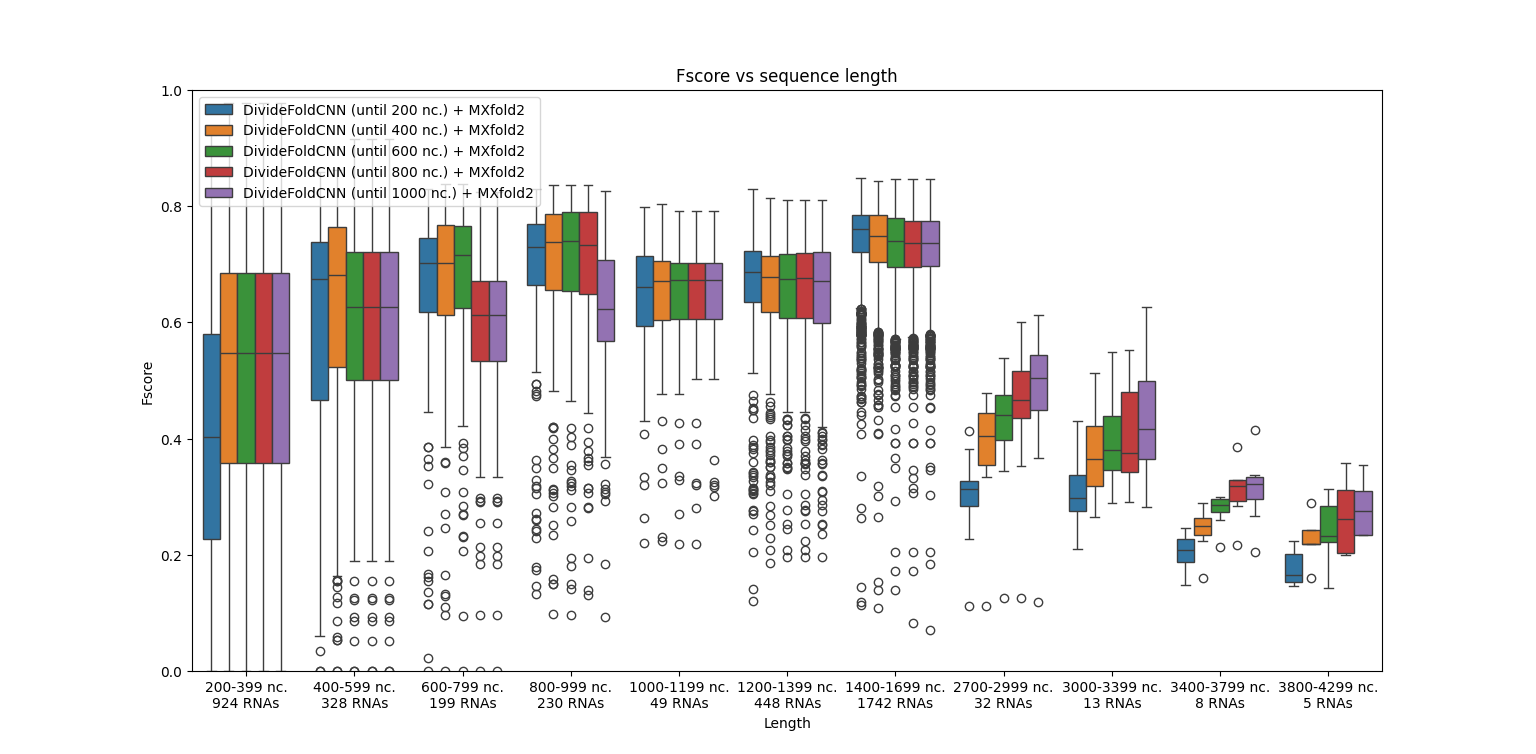 Fscore vs sequence length
1.0
0.8
0.6
0.4
0.2
0.0
Fscore
DivideFoldCNN (until 200 nc.) + MXfold2
DivideFoldCNN (until 400 nc.) + MXfold2
DivideFoldCNN (until 600 nc.) + MXfold2
DivideFoldCNN (until 800 nc.) + MXfold2
DivideFoldCNN (until 1000 nc.) + MXfold2
200-399 nc. 400-599 nc. 600-799 nc. 800-999 nc. 1000-1199 nc. 1200-1399 nc. 1400-1699 nc. 2700-2999 nc. 3000-3399 nc. 3400-3799 nc. 3800-4299 nc.
924 RNAs 328 RNAs 199 RNAs 230 RNAs 49 RNAs 448 RNAs 1742 RNAs 32 RNAs 13 RNAs 8 RNAs 5 RNAs
Length